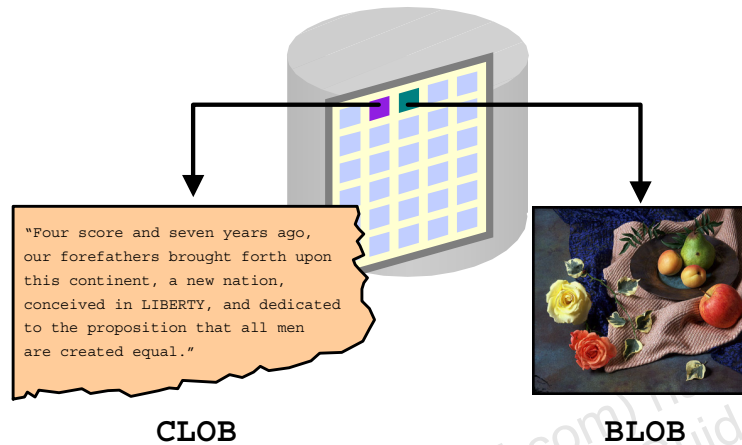 “Four score and seven years ago,
our forefathers brought forth upon
this continent, a new nation,
conceived in LIBERTY, and dedicated
to the proposition that all men
are created equal.”
CLOB
BLOB